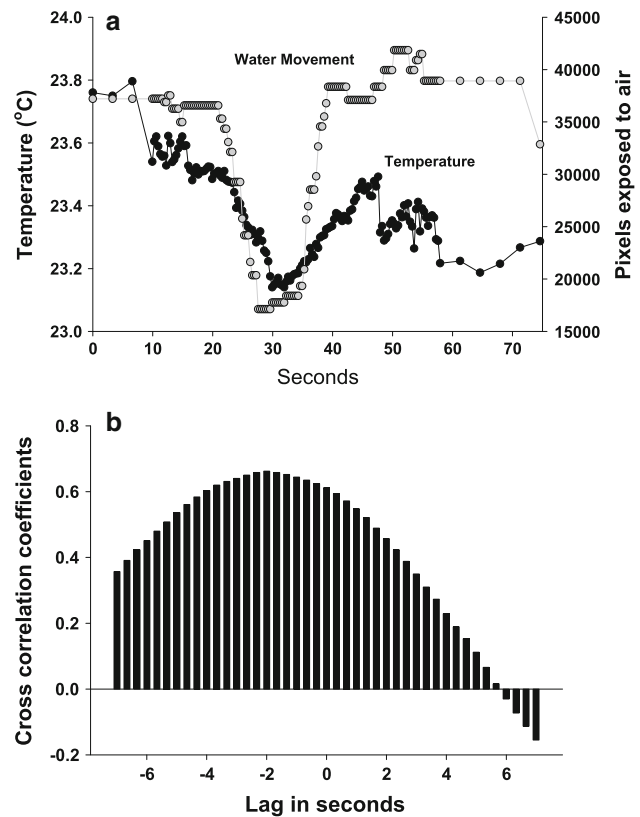 a
24.0
23.8
23.6
23.4
23.2
23.0
Temperature (°C)
Water Movement
Temperature
45000
40000
35000
30000
25000
20000
15000
Pixels exposed to air
0 10 20 30 40 50 60 70
Seconds
b
0.8
0.6
0.4
0.2
0.0
-0.2
Cross correlation coefficients
-6 -4 -2 0 2 4 6
Lag in seconds